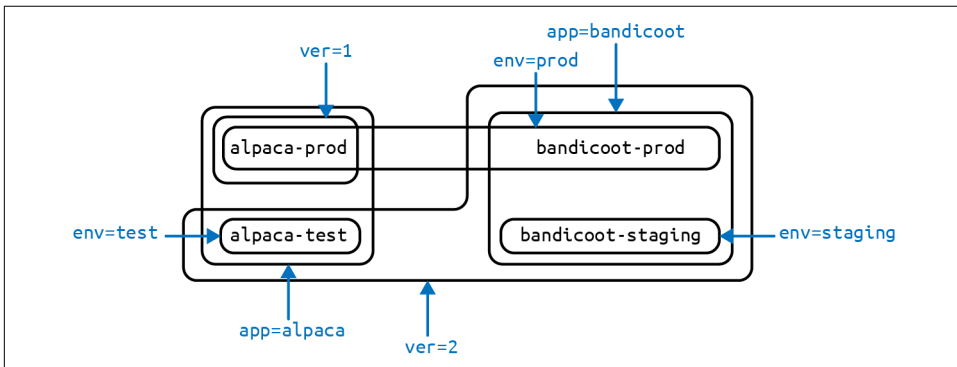 app=bandicoot
ver=1
env=prod
alpaca-prod
bandicoot-prod
env=test
alpaca-test
bandicoot-staging
env=staging
app=alpaca
ver=2